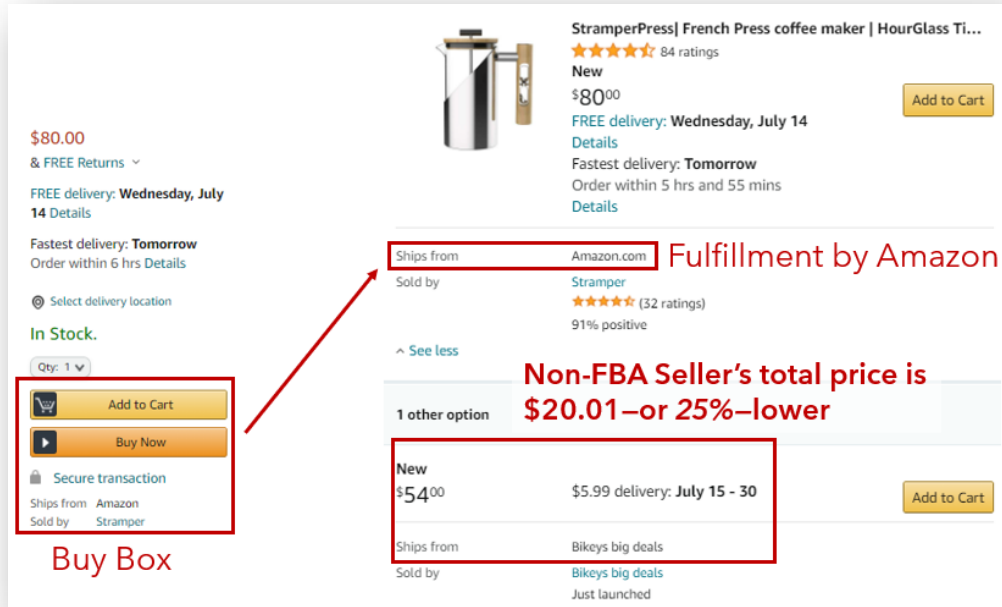 $80.00
& FREE Returns
FREE delivery: Wednesday, July
14 Details
Fastest delivery: Tomorrow
Order within 6 hrs Details
Select delivery location
In Stock.
Qty: 1
Add to Cart
Buy Now
Secure transaction
Ships from Amazon
Sold by Stramper
Buy Box
StramperPress| French Press coffee maker | HourGlass Ti...
84 ratings
New
$8000
FREE delivery: Wednesday, July 14
Details
Fastest delivery: Tomorrow
Order within 5 hrs and 55 mins
Details
Add to Cart
Ships from Amazon.com
Fulfillment by Amazon
Sold by Stramper
(32 ratings)
91% positive
See less
Non-FBA Seller's total price is
$20.01—or 25%—lower
1 other option
New
$5400
$5.99 delivery: July 15 - 30
Add to Cart
Ships from Bikeys big deals
Sold by Bikeys big deals
Just launched